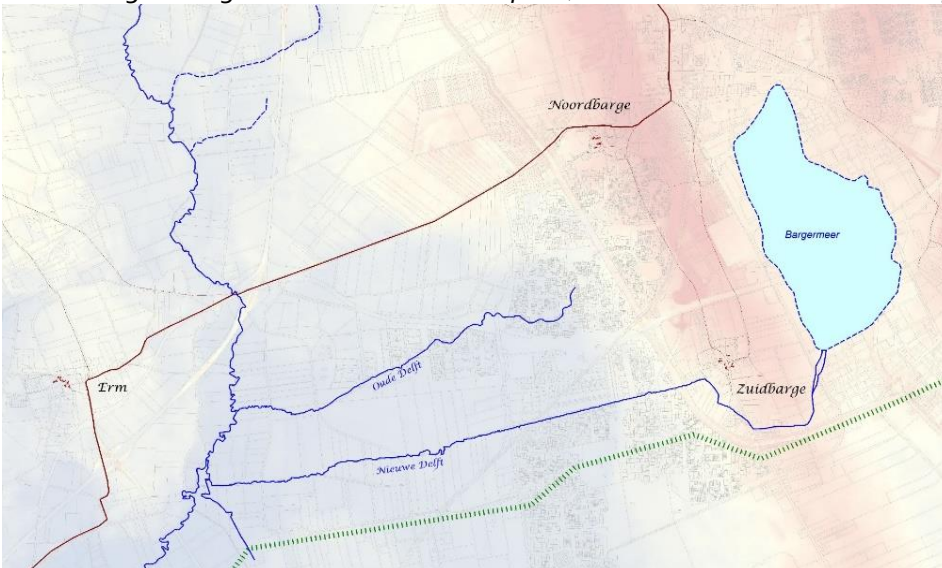 Noordbarge
Bargermeer
Oude Delft
Erm
Zuidbarge
Nieuwe Delft